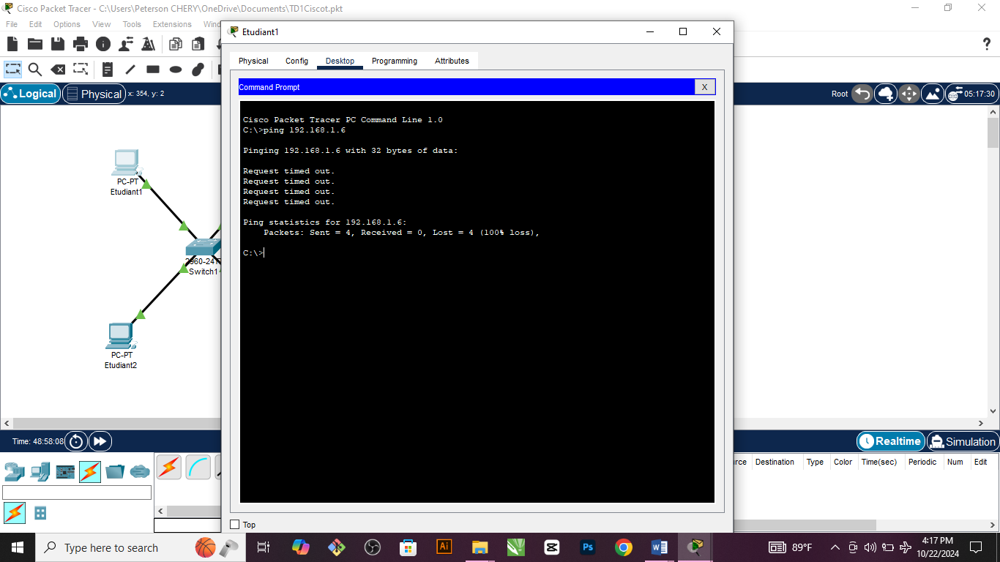 Cisco Packet Tracer - C:\Users\Peterson CHERY\OneDrive\Documents\TD1Ciscot.pkt
File Edit Options View Tools Extensions Wind
Etudiant1
Physical Config Desktop Programming Attributes
Command Prompt X
Logical Physical x: 354, y: 2
Root 05:17:30
Cisco Packet Tracer PC Command Line 1.0
C:\>ping 192.168.1.6
Pinging 192.168.1.6 with 32 bytes of data:
Request timed out.
Request timed out.
Request timed out.
Request timed out.
Ping statistics for 192.168.1.6:
Packets: Sent = 4, Received = 0, Lost = 4 (100% loss),
C:\>
PC-PT
Etudiant1
Switch1
PC-PT
Etudiant2
Time: 48:58:08
Realtime Simulation
Destination Type Color Time(sec) Periodic Num Edit
Top
Type here to search
Ai
Ps
89°F
4:17 PM
10/22/2024